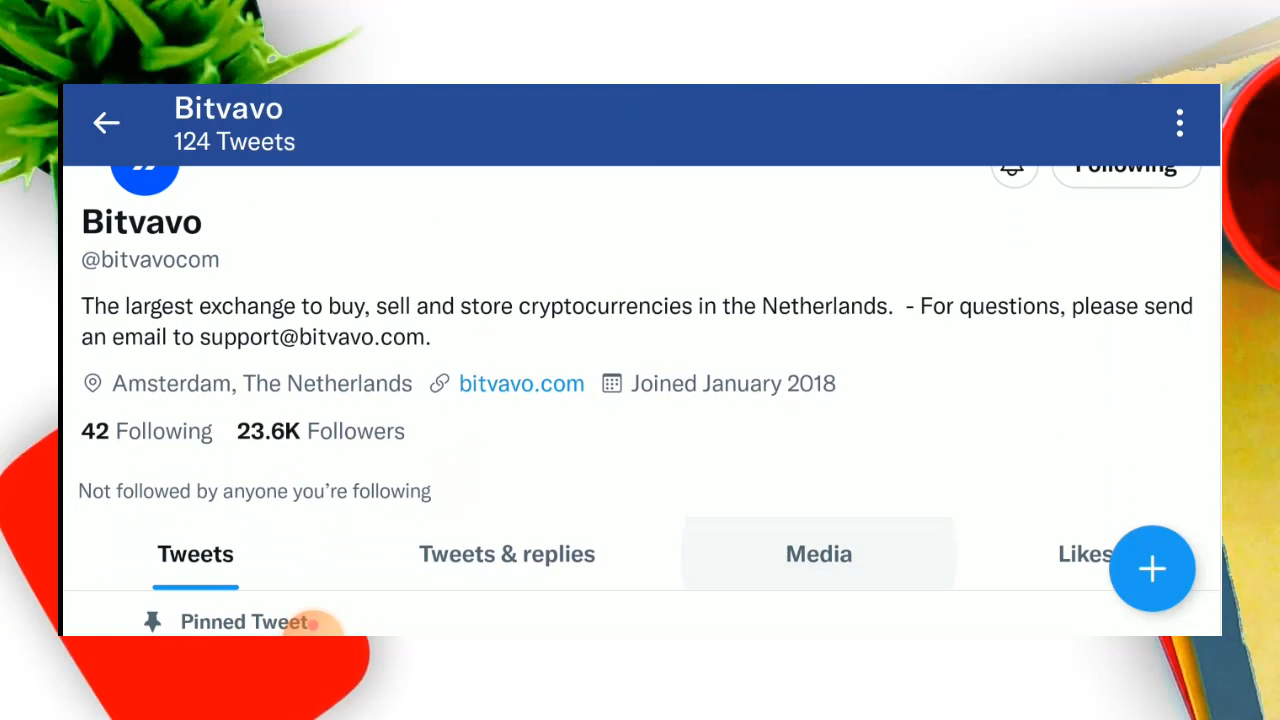 Bitvavo
124 Tweets
Following
Bitvavo
@bitvavocom
The largest exchange to buy, sell and store cryptocurrencies in the Netherlands.  - For questions, please send
an email to support@bitvavo.com.
Amsterdam, The Netherlands bitvavo.com Joined January 2018
42 Following 23.6K Followers
Not followed by anyone you’re following
Tweets Tweets & replies Media Likes
Pinned Tweet